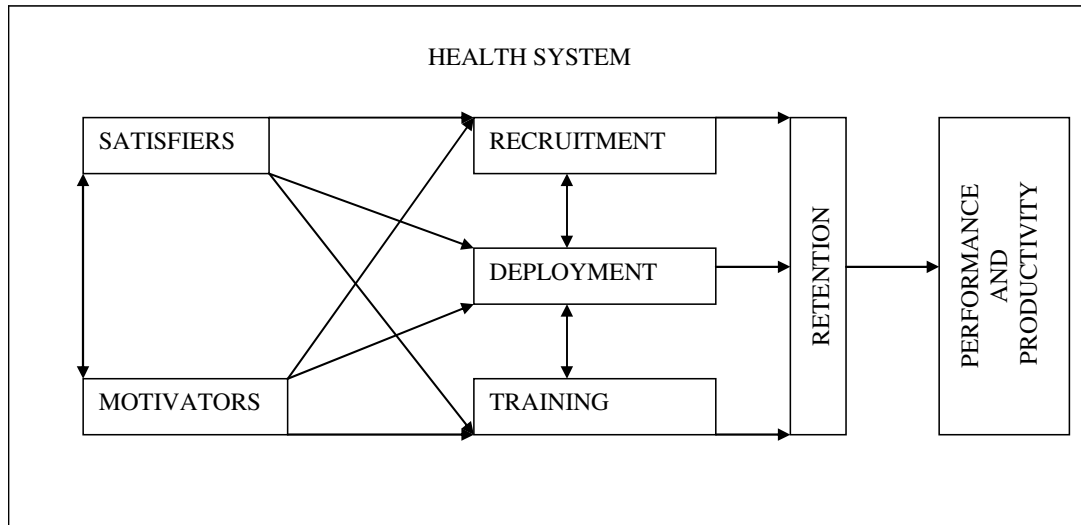 HEALTH SYSTEM
SATISFIERS
RECRUITMENT
DEPLOYMENT
MOTIVATORS
TRAINING
RETENTION
PERFORMANCE
AND
PRODUCTIVITY